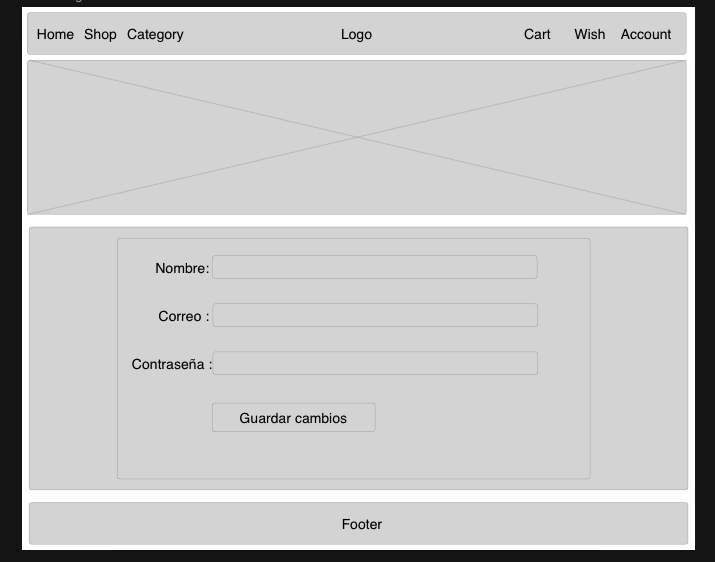 Home Shop Category Logo Cart Wish Account
Nombre:
Correo :
Contraseña :
Guardar cambios
Footer